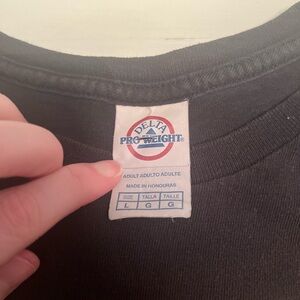 DELTA
PRO WEIGHT®
ADULT ADULTO ADULTE
MADE IN HONDURAS
SIZE TALLA TAILLE
L G G